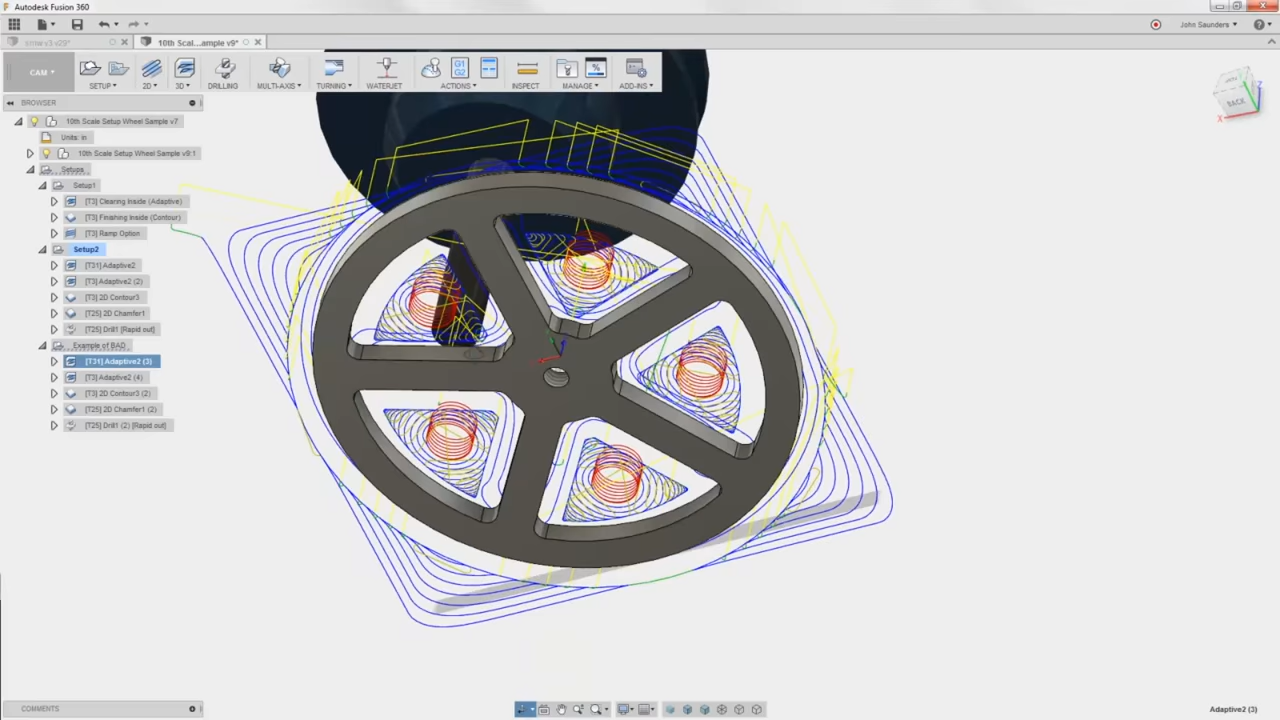 Autodesk Fusion 360
John Saunders
10th Scal...ample v9*
CAM
SETUP
2D
3D
DRILLING
MULTI-AXIS
TURNING
WATERJET
G1
G2
ACTIONS
INSPECT
%
MANAGE
ADD-INS
BROWSER
10th Scale Setup Wheel Sample v7
Units: in
10th Scale Setup Wheel Sample v9:1
Setups
Setup1
[T3] Clearing Inside (Adaptive)
[T3] Finishing Inside (Contour)
[T3] Ramp Option
Setup2
[T31] Adaptive2
[T3] Adaptive2 (2)
[T3] 2D Contour3
[T25] 2D Chamfer1
[T25] Drill1 [Rapid out]
Example of BAD
[T31] Adaptive2 (3)
[T3] Adaptive2 (4)
[T3] 2D Contour3 (2)
[T25] 2D Chamfer1 (2)
[T25] Drill1 (2) [Rapid out]
BACK
Z
X
COMMENTS
Adaptive2 (3)